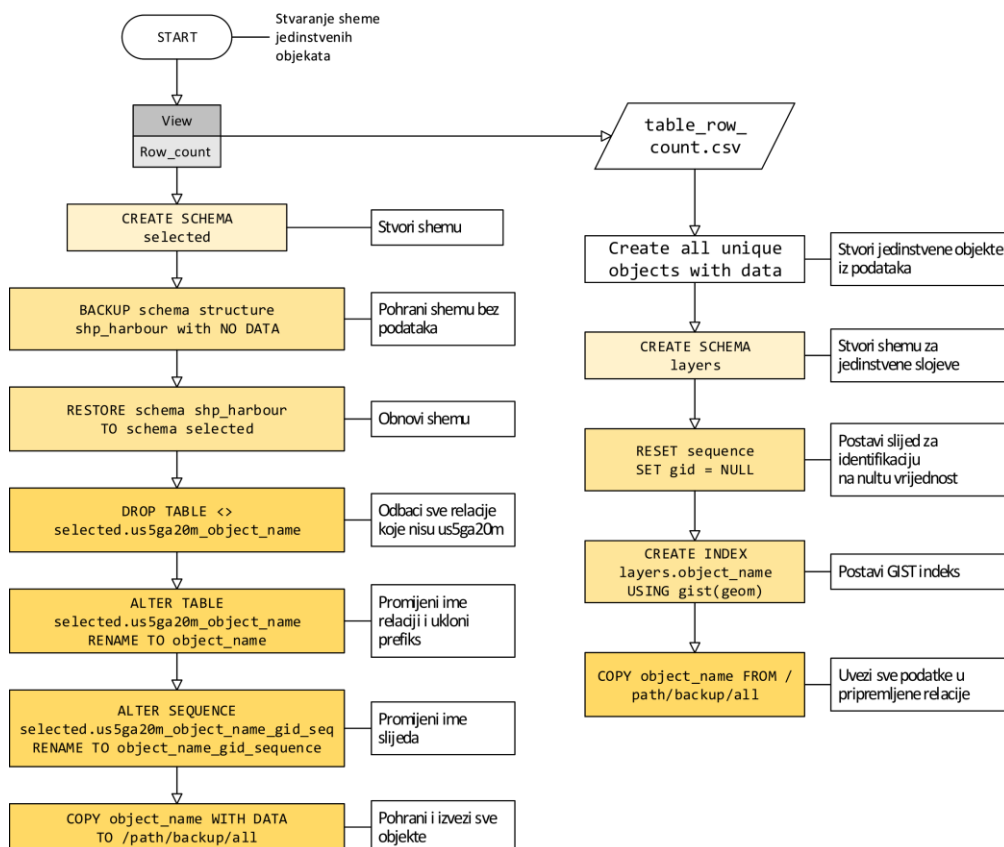 START
Stvaranje sheme
jedinstvenih
objekata
View
Row_count
CREATE SCHEMA
selected
Stvori shemu
BACKUP schema structure
shp_harbour with NO DATA
Pohrani shemu bez
podataka
RESTORE schema shp_harbour
TO schema selected
Obnovi shemu
DROP TABLE <>
selected.us5ga20m_object_name
Odbaci sve relacije
koje nisu us5ga20m
ALTER TABLE
selected.us5ga20m_object_name
RENAME TO object_name
Promijeni ime
relaciji i ukloni
prefiks
ALTER SEQUENCE
selected.us5ga20m_object_name_gid_seq
RENAME TO object_name_gid_sequence
Promijeni ime
slijeda
COPY object_name WITH DATA
TO /path/backup/all
Pohrani i izvezi sve
objekte
table_row_
count.csv
Create all unique
objects with data
Stvori jedinstvene objekte
iz podataka
CREATE SCHEMA
layers
Stvori shemu za
jedinstvene slojeve
RESET sequence
SET gid = NULL
Postavi slijed za
identifikaciju
na nultu vrijednost
CREATE INDEX
layers.object_name
USING gist(geom)
Postavi GIST indeks
COPY object_name FROM /
path/backup/all
Uvezi sve podatke u
pripremljene relacije